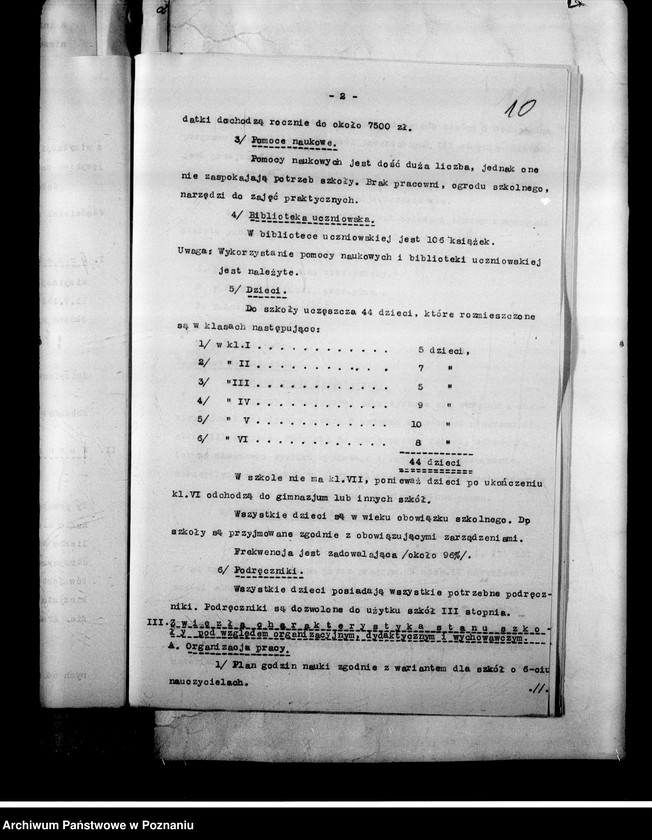 - 2 -
10
datki dochodzą rocznie do około 7500 zł.
3/ Pomoce naukowe.
Pomocy naukowych jest dość duża liczba, jednak one
nie zaspokajają potrzeb szkoły. Brak pracowni, ogrodu szkolnego,
narzędzi do zajęć praktycznych.
4/ Biblioteka uczniowska.
W bibliotece uczniowskiej jest 106 książek.
Uwaga: Wykorzystanie pomocy naukowych i biblioteki uczniowskiej
jest należyte.
5/ Dzieci.
Do szkoły uczęszcza 44 dzieci, które rozmieszczone
są w klasach następująco:
1/ w kl.I . . . . . . . . . . . . 5 dzieci,
2/ " II . . . . . . . . . . . . 7 "
3/ "III . . . . . . . . . . . . 5 "
4/ " IV . . . . . . . . . . . . 9 "
5/ " V . . . . . . . . . . . . 10 "
6/ " VI . . . . . . . . . . . . 8 "
44 dzieci
W szkole nie ma kl.VII, ponieważ dzieci po ukończeniu
kl.VI odchodzą do gimnazjum lub innych szkół.
Wszystkie dzieci są w wieku obowiązku szkolnego. Dp
szkoły są przyjmowane zgodnie z obowiązującymi zarządzeniami.
Frekwencja jest zadowalająca /około 96%/.
6/ Podręczniki.
Wszystkie dzieci posiadają wszystkie potrzebne podręcz-
niki. Podręczniki są dozwolone do użytku szkół III stopnia.
III. Zwięzła charakterystyka stanu szko-
ły pod względem organizacyjnym, dydaktycznym i wychowawczym.
A. Organizacja pracy.
1/ Plan godzin nauki zgodnie z wariantem dla szkół o 6-ciu
nauczycielach.
.//.
Archiwum Państwowe w Poznaniu